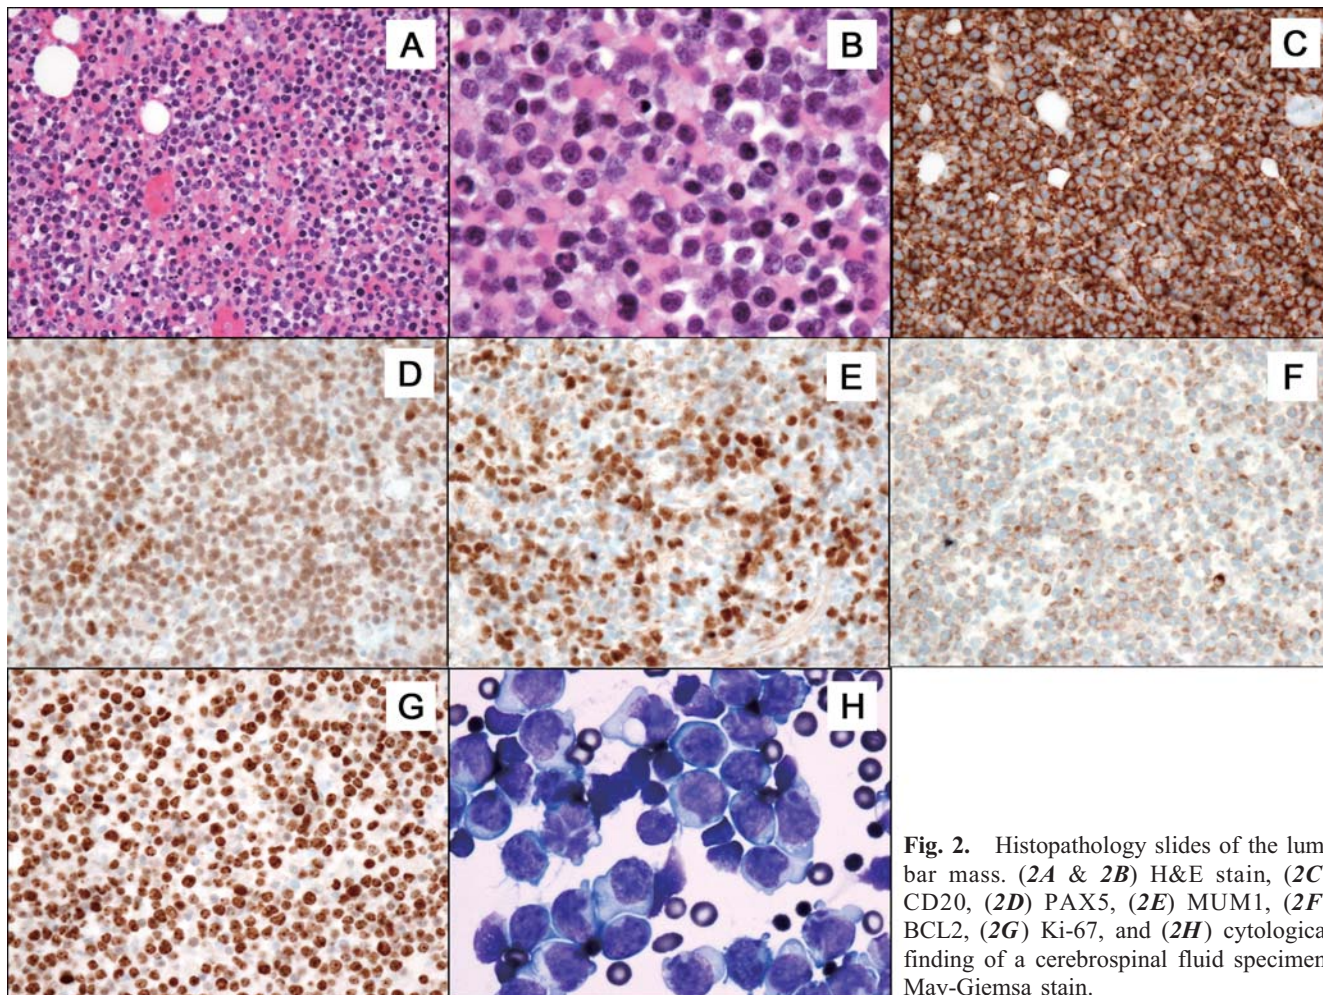 A
B
C
D
E
F
G
H
Fig. 2. Histopathology slides of the lum
bar mass. (2A & 2B) H&E stain, (2C
CD20, (2D) PAX5, (2E) MUM1, (2F
BCL2, (2G) Ki-67, and (2H) cytologica
finding of a cerebrospinal fluid specimen
May-Giemsa stain.